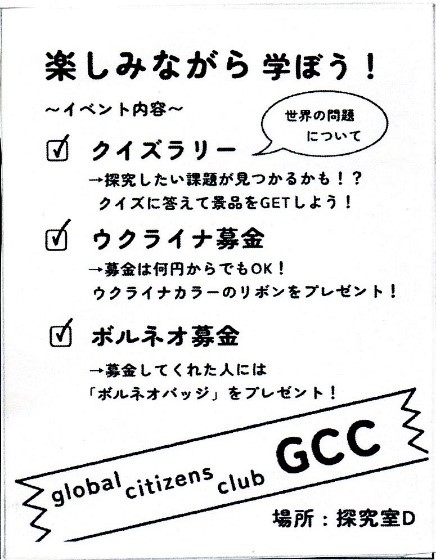 楽しみながら 学ぼう！
～イベント内容～
世界の問題
について
クイズラリー
→探究したい課題が見つかるかも！？
クイズに答えて景品をGETしよう！
ウクライナ募金
→募金は何円からでもOK！
ウクライナカラーのリボンをプレゼント！
ボルネオ募金
→募金してくれた人には
「ボルネオバッジ」をプレゼント！
global citizens club GCC
場所：探究室D